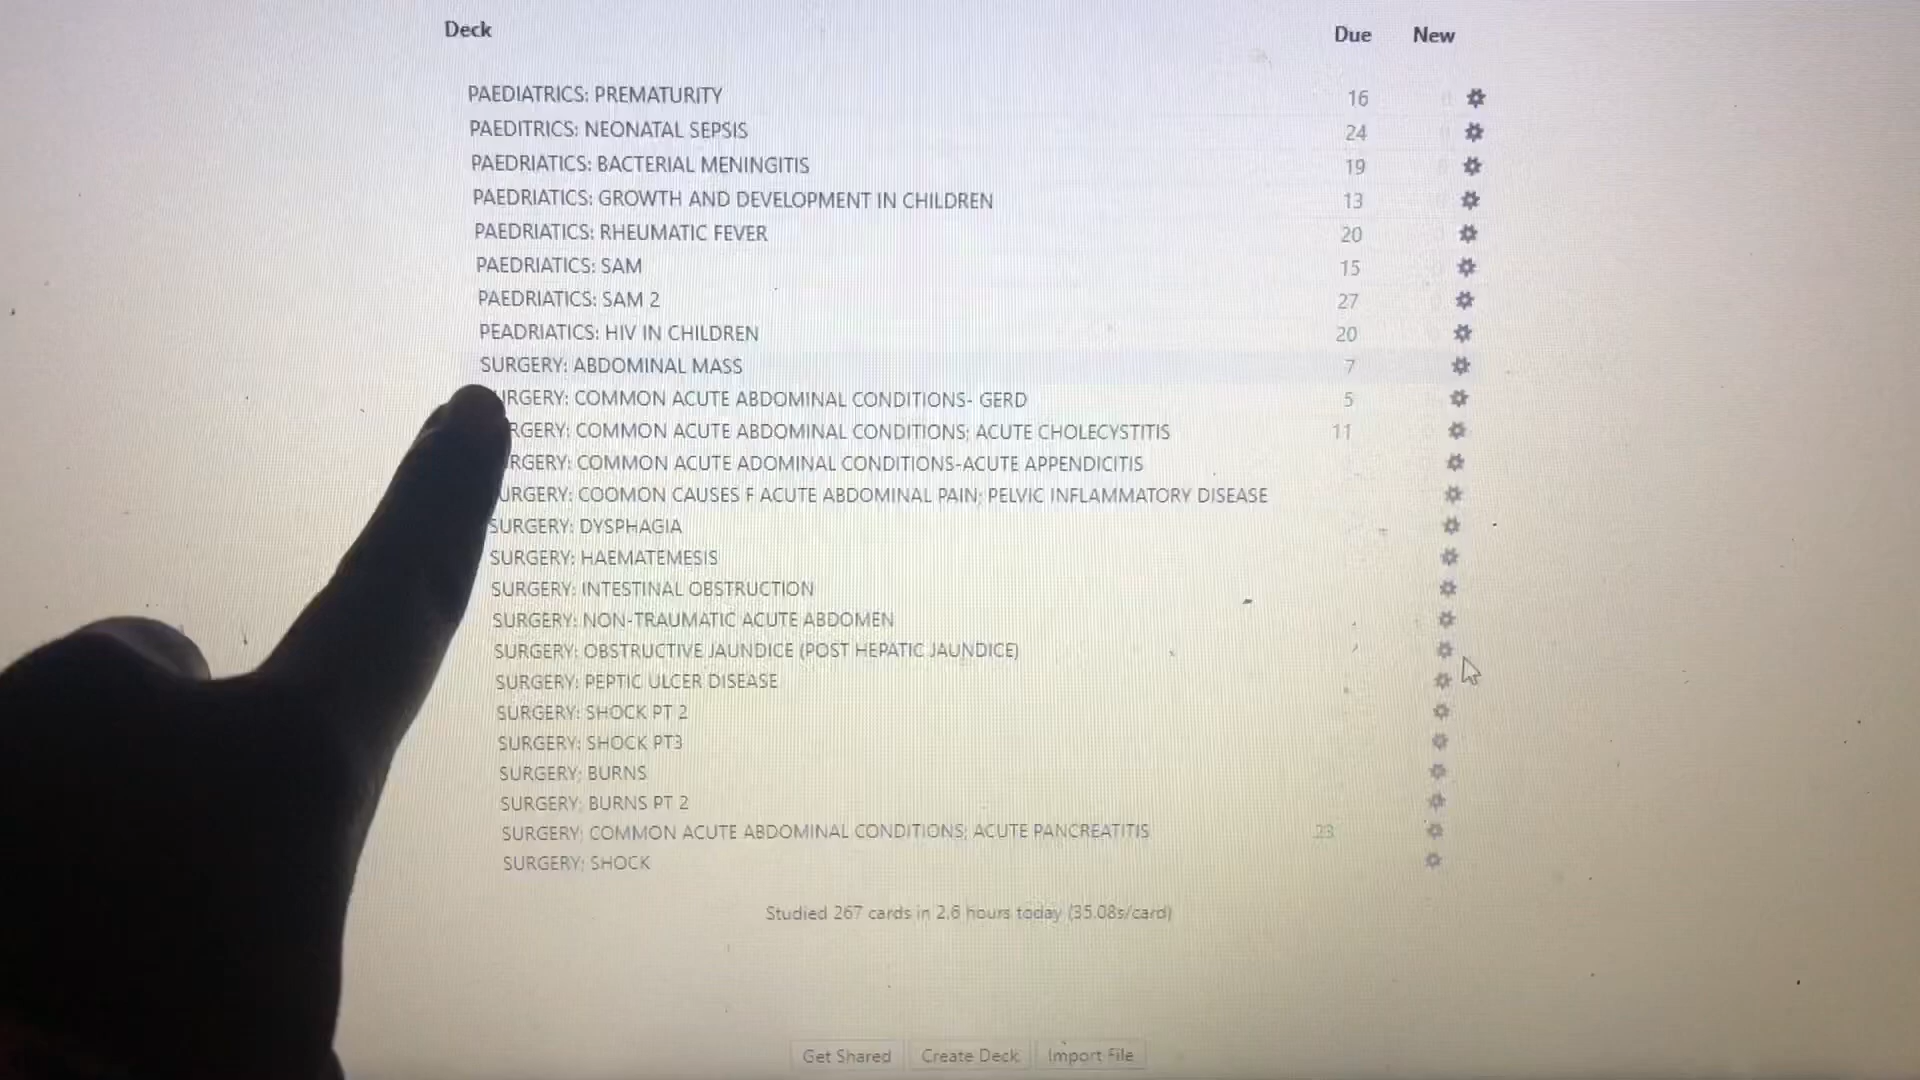 Deck Due New
PAEDIATRICS: PREMATURITY 16
PAEDITRICS: NEONATAL SEPSIS 24
PAEDRIATICS: BACTERIAL MENINGITIS 19
PAEDRIATICS: GROWTH AND DEVELOPMENT IN CHILDREN 13
PAEDRIATICS: RHEUMATIC FEVER 20
PAEDRIATICS: SAM 15
PAEDRIATICS: SAM 2 27
PEADRIATICS: HIV IN CHILDREN 20
SURGERY: ABDOMINAL MASS 7
URGERY: COMMON ACUTE ABDOMINAL CONDITIONS- GERD 5
RGERY: COMMON ACUTE ABDOMINAL CONDITIONS; ACUTE CHOLECYSTITIS 11
RGERY: COMMON ACUTE ADOMINAL CONDITIONS-ACUTE APPENDICITIS
URGERY: COOMON CAUSES F ACUTE ABDOMINAL PAIN; PELVIC INFLAMMATORY DISEASE
SURGERY: DYSPHAGIA
SURGERY: HAEMATEMESIS
SURGERY: INTESTINAL OBSTRUCTION
SURGERY: NON-TRAUMATIC ACUTE ABDOMEN
SURGERY: OBSTRUCTIVE JAUNDICE (POST HEPATIC JAUNDICE)
SURGERY: PEPTIC ULCER DISEASE
SURGERY: SHOCK PT 2
SURGERY: SHOCK PT3
SURGERY; BURNS
SURGERY; BURNS PT 2
SURGERY; COMMON ACUTE ABDOMINAL CONDITIONS; ACUTE PANCREATITIS 23
SURGERY; SHOCK
Studied 267 cards in 2.6 hours today (35.08s/card)
Get Shared Create Deck Import File